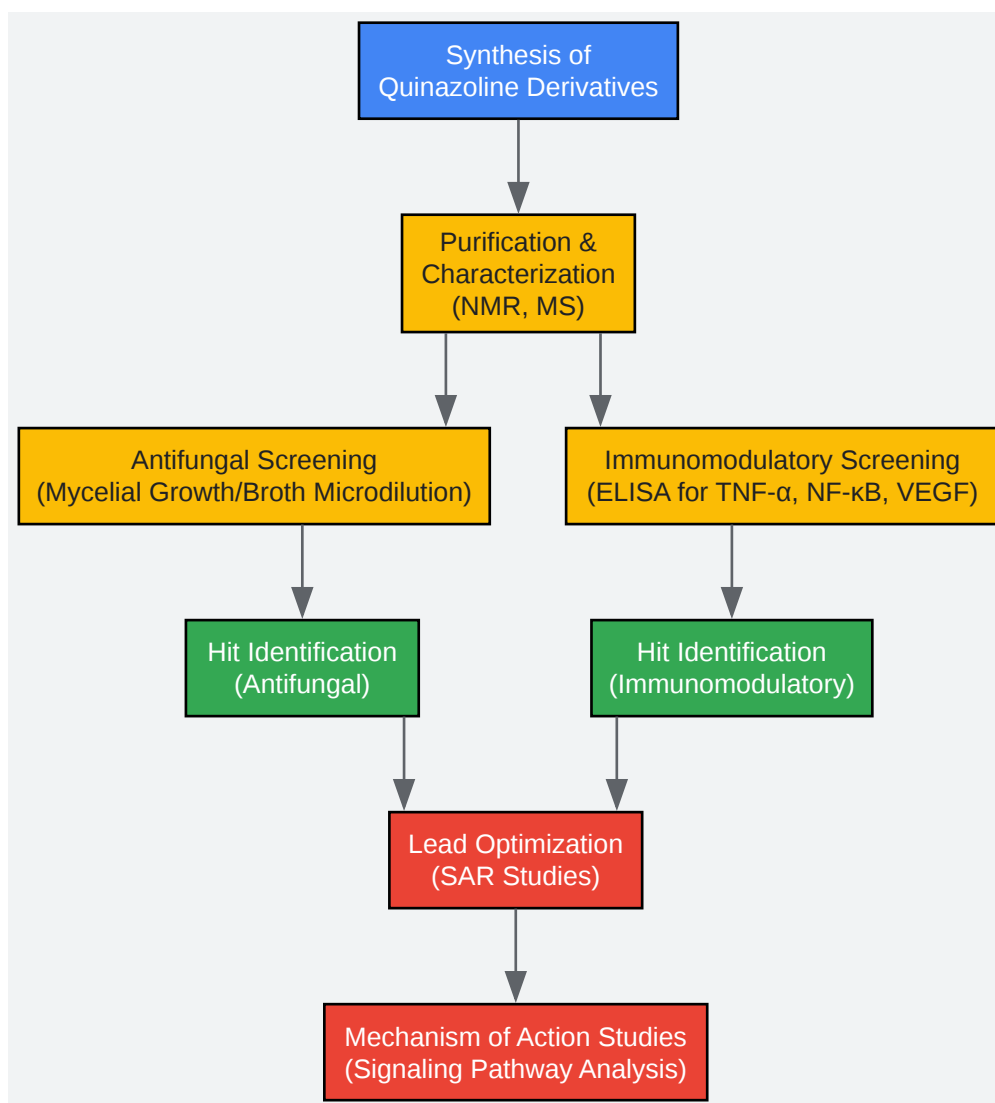 Synthesis of
Quinazoline Derivatives
Purification &
Characterization
(NMR, MS)
Antifungal Screening
(Mycelial Growth/Broth Microdilution)
Immunomodulatory Screening
(ELISA for TNF-α, NF-κB, VEGF)
Hit Identification
(Antifungal)
Hit Identification
(Immunomodulatory)
Lead Optimization
(SAR Studies)
Mechanism of Action Studies
(Signaling Pathway Analysis)